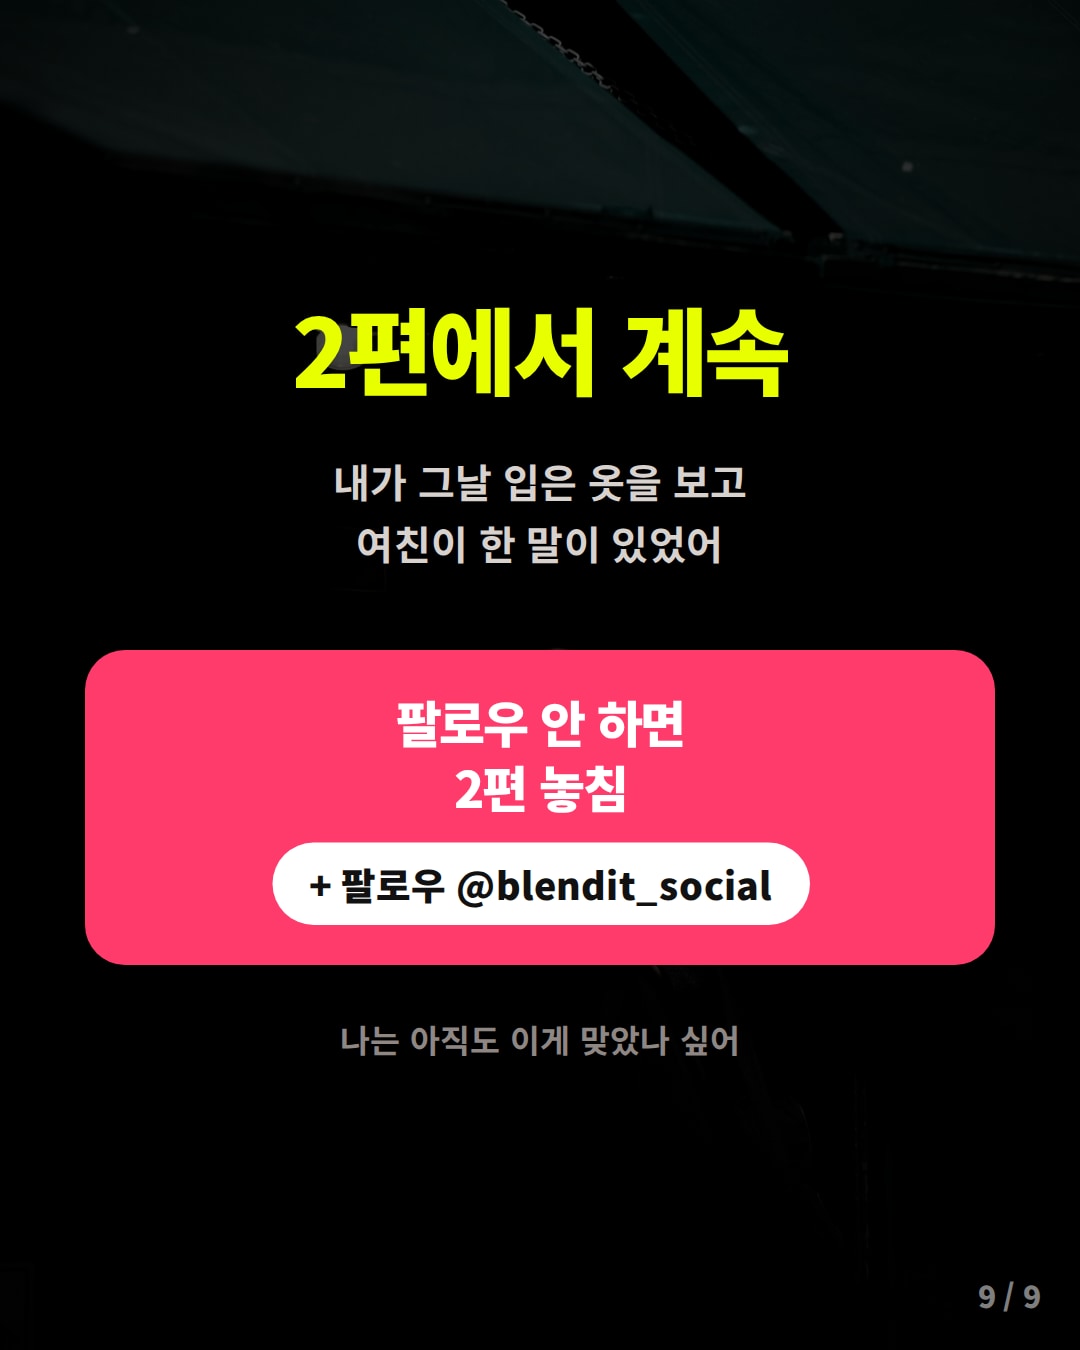 2편에서 계속
내가 그날 입은 옷을 보고
여친이 한 말이 있었어
팔로우 안 하면
2편 놓침
+ 팔로우 @blendit_social
나는 아직도 이게 맞았나 싶어
9 / 9